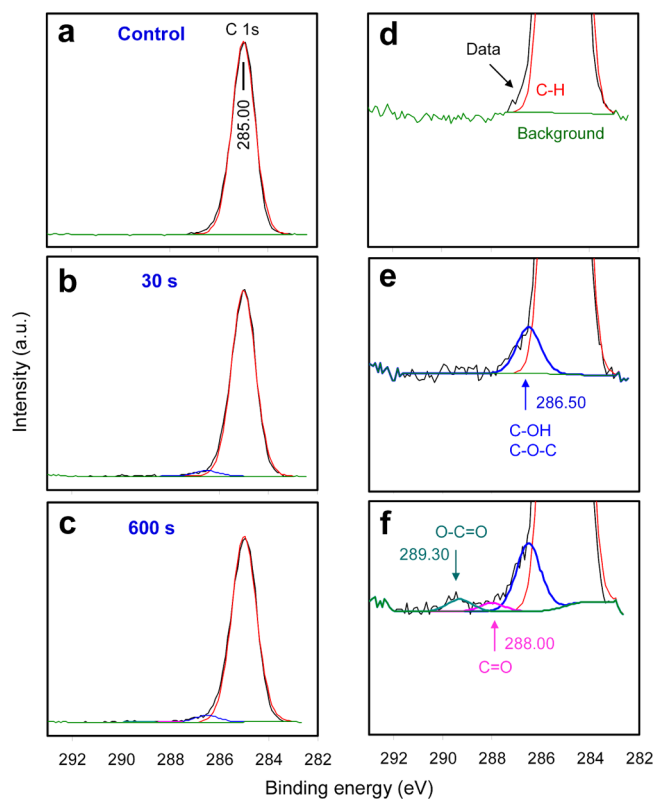 a
Control
C 1s
285.00
d
Data
C-H
Background
b
30 s
e
286.50
C-OH
C-O-C
c
600 s
f
O-C=O
289.30
288.00
C=O
Intensity (a.u.)
292 290 288 286 284 282
292 290 288 286 284 282
Binding energy (eV)